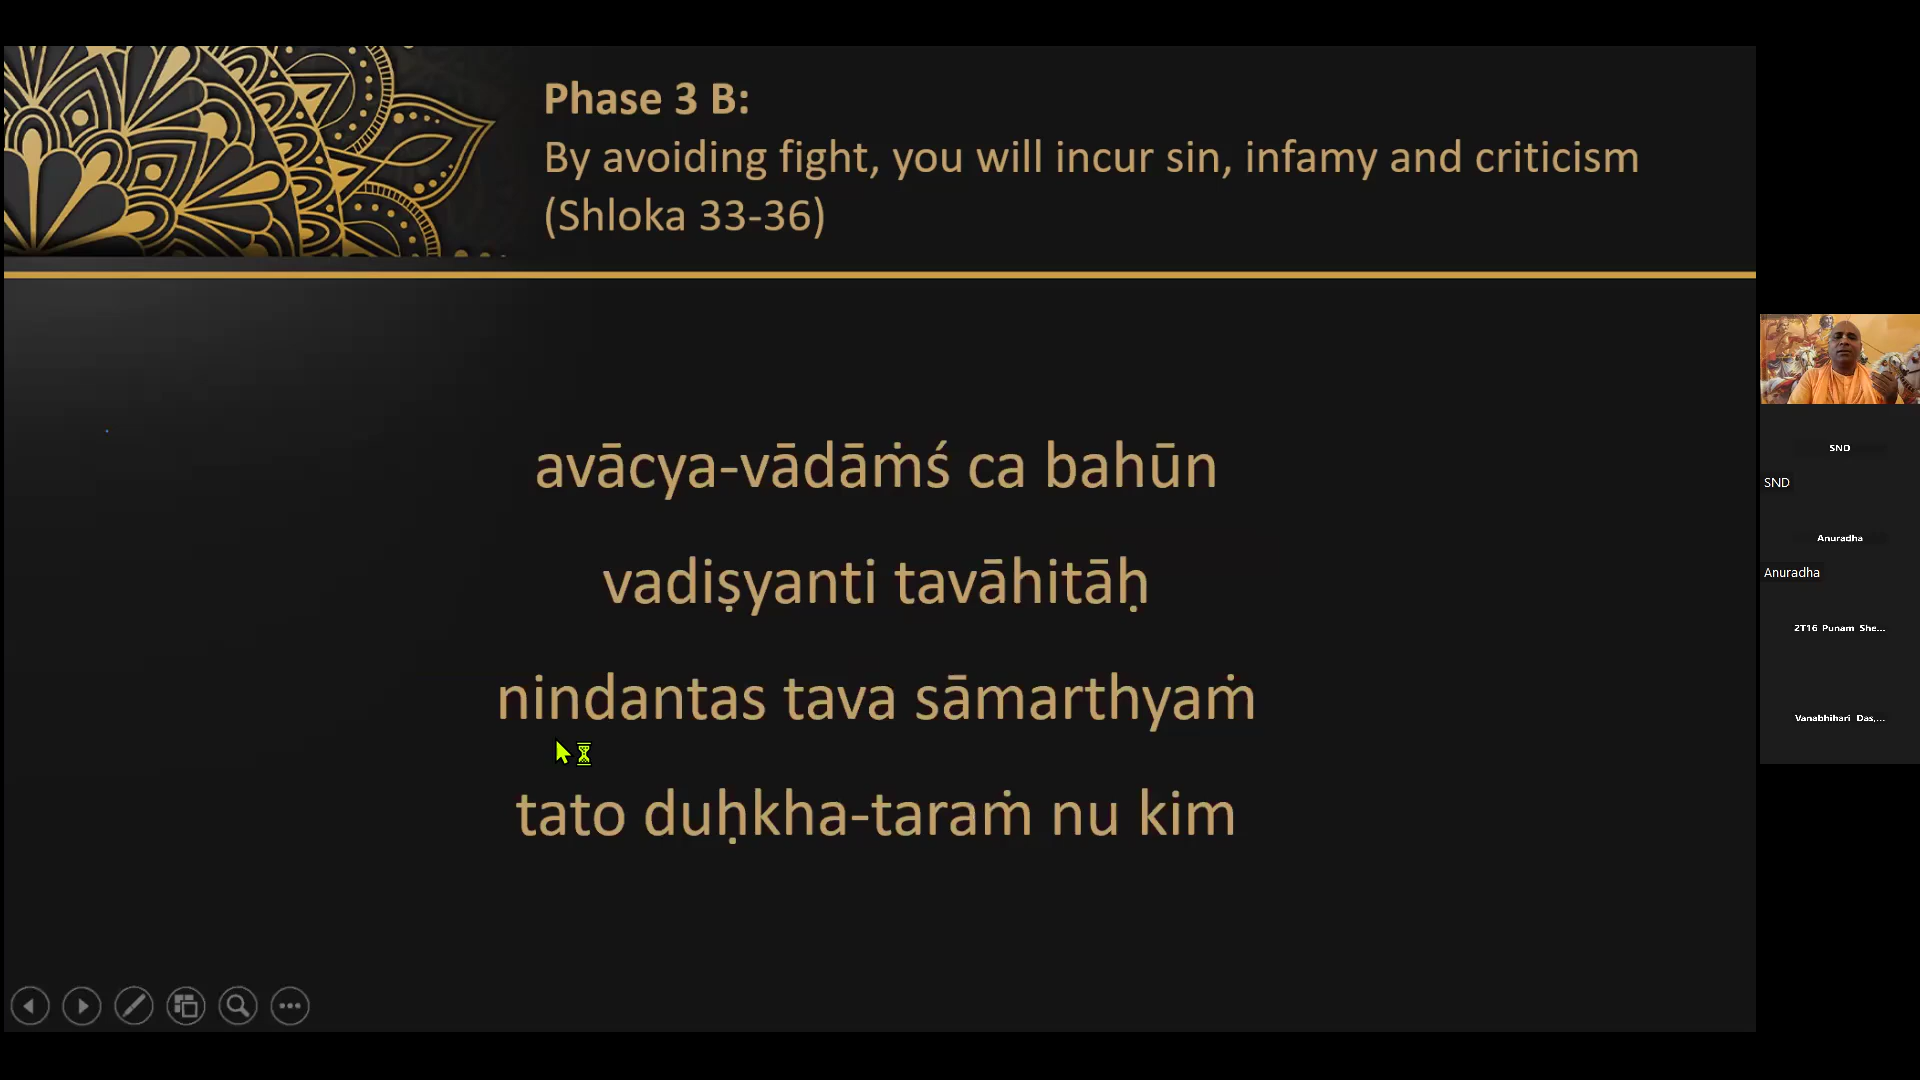 Phase 3 B:
By avoiding fight, you will incur sin, infamy and criticism
(Shloka 33-36)
avācya-vādāṁś ca bahūn
vadiṣyanti tavāhitāḥ
nindantas tava sāmarthyaṁ
tato duḥkha-taraṁ nu kim
SND
SND
Anuradha
Anuradha
2T16 Punam She...
Vanabhihari Das,...